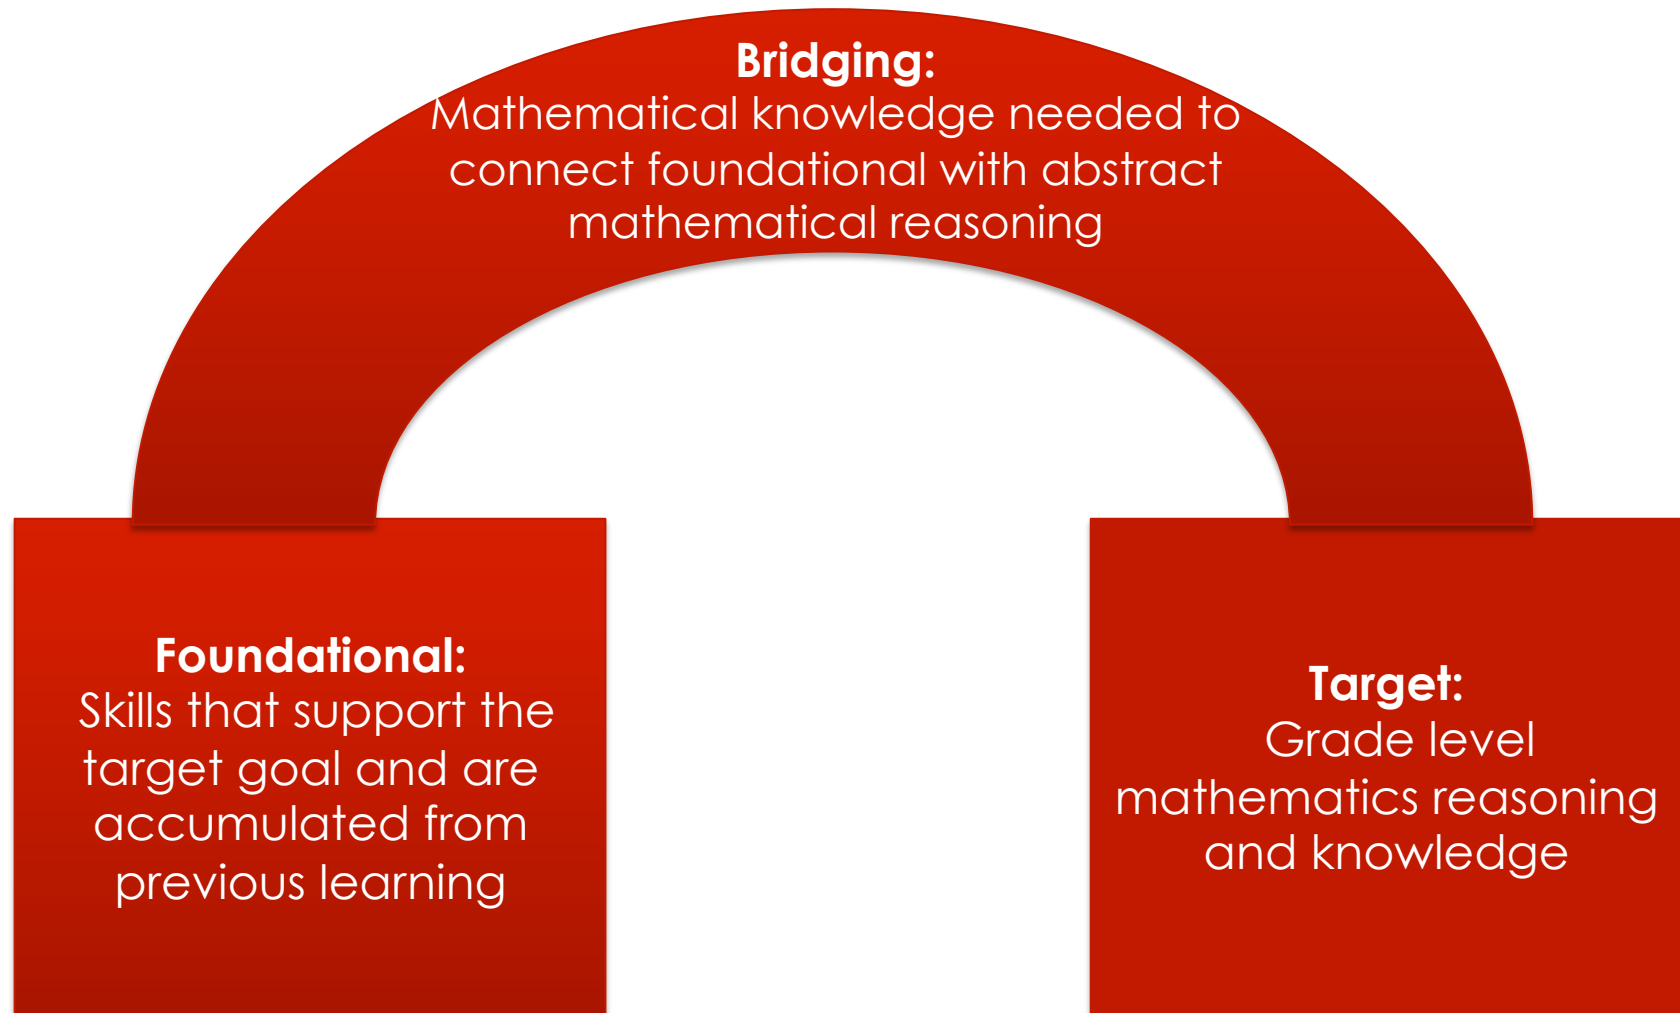 Bridging:
Mathematical knowledge needed to
connect foundational with abstract
mathematical reasoning
Foundational:
Skills that support the
target goal and are
accumulated from
previous learning
Target:
Grade level
mathematics reasoning
and knowledge